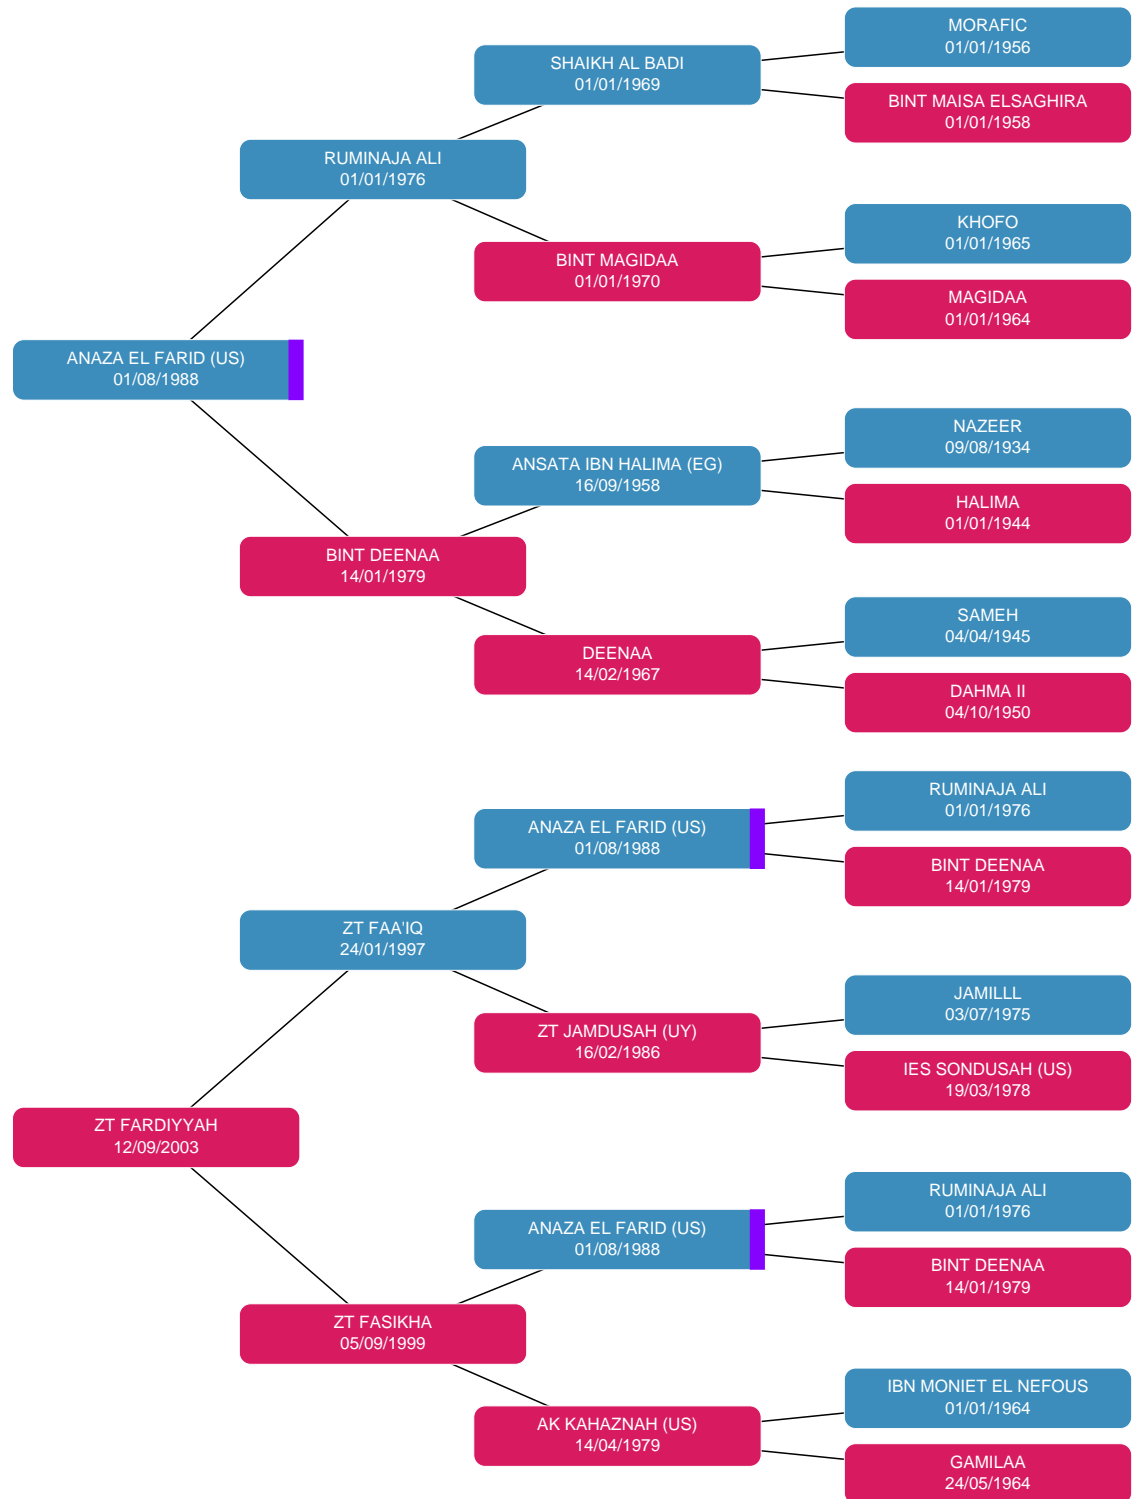 MORAFIC
01/01/1956
SHAIKH AL BADI
01/01/1969
BINT MAISA ELSAGHIRA
01/01/1958
RUMINAJA ALI
01/01/1976
KHOFO
01/01/1965
BINT MAGIDAA
01/01/1970
MAGIDAA
01/01/1964
ANAZA EL FARID (US)
01/08/1988
NAZEER
09/08/1934
ANSATA IBN HALIMA (EG)
16/09/1958
HALIMA
01/01/1944
BINT DEENAA
14/01/1979
SAMEH
04/04/1945
DEENAA
14/02/1967
DAHMA II
04/10/1950
RUMINAJA ALI
01/01/1976
ANAZA EL FARID (US)
01/08/1988
BINT DEENAA
14/01/1979
ZT FAA'IQ
24/01/1997
JAMILLL
03/07/1975
ZT JAMDUSAH (UY)
16/02/1986
IES SONDUSAH (US)
19/03/1978
ZT FARDIYYAH
12/09/2003
RUMINAJA ALI
01/01/1976
ANAZA EL FARID (US)
01/08/1988
BINT DEENAA
14/01/1979
ZT FASIKHA
05/09/1999
IBN MONIET EL NEFOUS
01/01/1964
AK KAHAZNAH (US)
14/04/1979
GAMILAA
24/05/1964